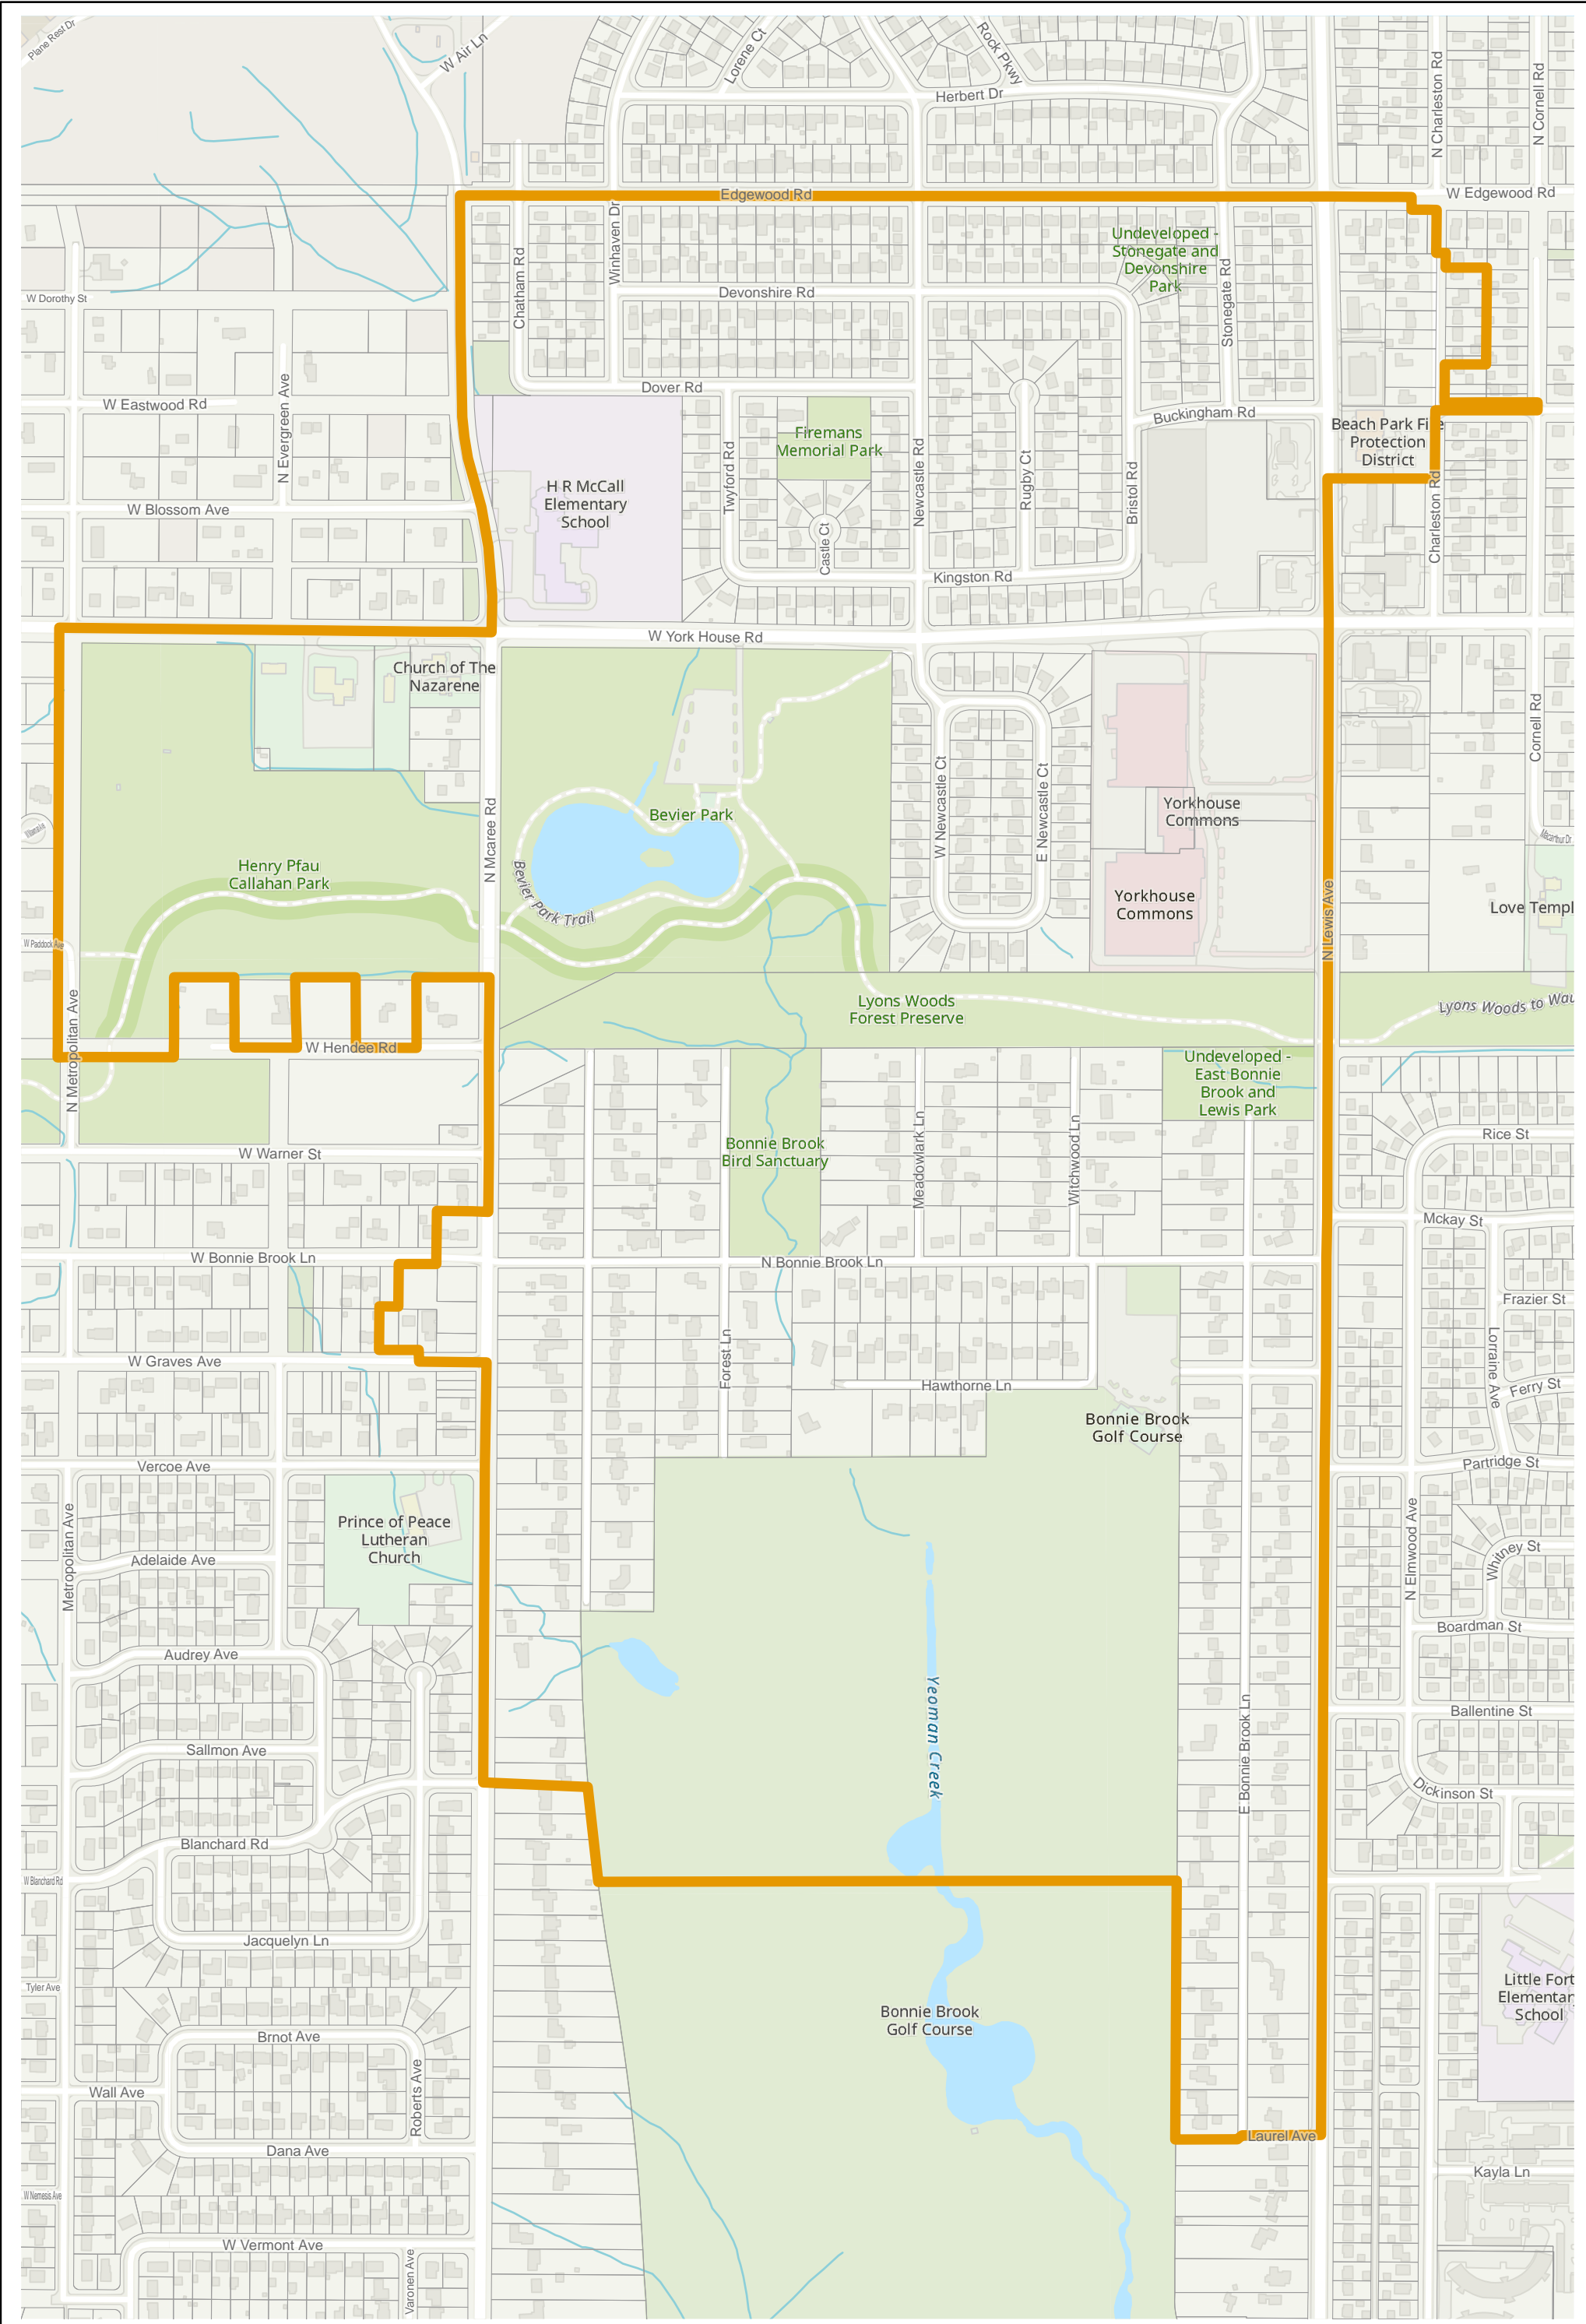 Plane Rest Dr
W Air Ln
Lorene Ct
Rock Pkwy
N Charleston Rd
N Cornell Rd
Herbert Dr
Edgewood Rd
W Edgewood Rd
Chatham Rd
Winhaven Dr
Undeveloped -
Stonegate and
Devonshire
Park
Stonegate Rd
W Dorothy St
Devonshire Rd
N Evergreen Ave
Dover Rd
W Eastwood Rd
Buckingham Rd
Firemans
Memorial Park
Beach Park Fire
Protection
District
Twyford Rd
Newcastle Rd
Rugby Ct
Bristol Rd
H R McCall
Elementary
School
W Blossom Ave
Charleston Rd
Castle Ct
Kingston Rd
W York House Rd
Church of The
Nazarene
Cornell Rd
N Mcaree Rd
W Newcastle Ct
E Newcastle Ct
Bevier Park
Yorkhouse
Commons
Henry Pfau
Callahan Park
Bevier Park Trail
Yorkhouse
Commons
N Lewis Ave
Love Templ
W Paddock Ave
N Metropolitan Ave
Lyons Woods
Forest Preserve
Lyons Woods to Wau
W Hendee Rd
Undeveloped -
East Bonnie
Brook and
Lewis Park
Bonnie Brook
Bird Sanctuary
Meadowlark Ln
Witchwood Ln
Rice St
W Warner St
Mckay St
W Bonnie Brook Ln
N Bonnie Brook Ln
Frazier St
Forest Ln
W Graves Ave
Lorraine Ave
Hawthorne Ln
Ferry St
Bonnie Brook
Golf Course
Vercoe Ave
Partridge St
Metropolitan Ave
Prince of Peace
Lutheran
Church
N Elmwood Ave
Whitney St
Adelaide Ave
Boardman St
Audrey Ave
Yeoman Creek
E Bonnie Brook Ln
Ballentine St
Sallmon Ave
Dickinson St
Blanchard Rd
W Blanchard Rd
Jacquelyn Ln
Tyler Ave
Little Fort
Elementar
School
Bonnie Brook
Golf Course
Brnot Ave
Roberts Ave
Wall Ave
Laurel Ave
Dana Ave
Kayla Ln
W Nemesis Ave
W Vermont Ave
Varonen Ave